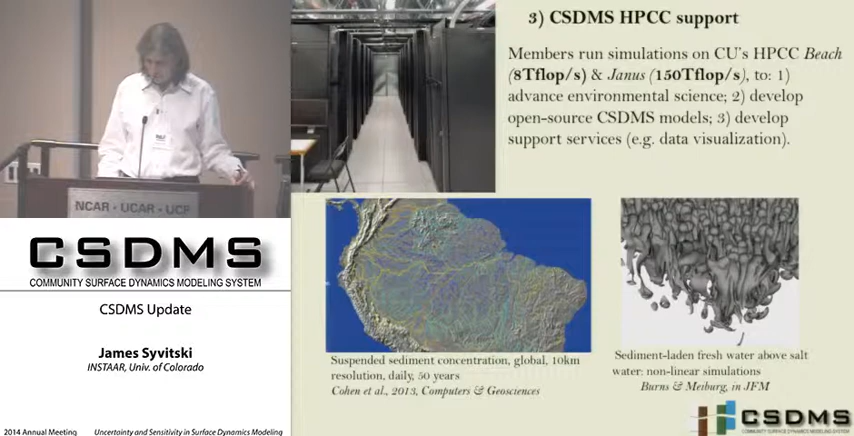 NCAR - UCAR - UCP
CSDMS
COMMUNITY SURFACE DYNAMICS MODELING SYSTEM
CSDMS Update
James Syvitski
INSTAAR, Univ. of Colorado
2014 Annual Meeting
Uncertainty and Sensitivity in Surface Dynamics Modeling
3) CSDMS HPCC support
Members run simulations on CU's HPCC Beach
(8Tflop/s) & Janus (150Tflop/s), to: 1)
advance environmental science; 2) develop
open-source CSDMS models; 3) develop
support services (e.g. data visualization).
Suspended sediment concentration, global, 10km
resolution, daily, 50 years
Cohen et al., 2013, Computers & Geosciences
Sediment-laden fresh water above salt
water: non-linear simulations
Burns & Meiburg, in JFM
CSDMS
COMMUNITY SURFACE DYNAMICS MODELING SYSTEM